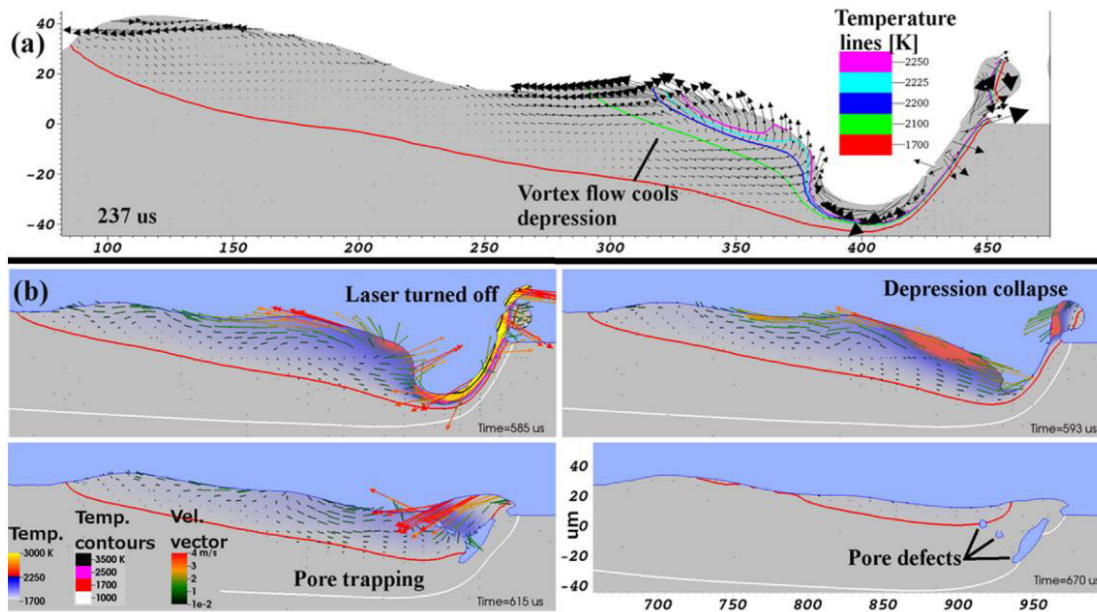 (a)
40
20
0
−20
−40
237 us
Vortex flow cools
depression
Temperature
lines [K]
2250
2225
2200
2100
1700
100
150
200
250
300
350
400
450
(b)
Laser turned off
Time=585 us
Depression collapse
Time=593 us
Temp.
3000 K
2250
1700
Temp.
contours
3500 K
2500
1700
1000
Vel.
vector
4 m/s
3
2
1e-2
Pore trapping
Time=615 us
um
40
20
0
−20
−40
Pore defects
Time=670 us
700
750
800
850
900
950